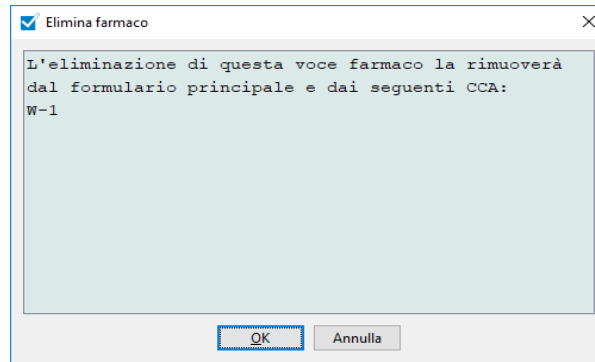 Elimina farmaco
L'eliminazione di questa voce farmaco la rimuoverà
dal formulario principale e dai seguenti CCA:
W-1
OK Annulla